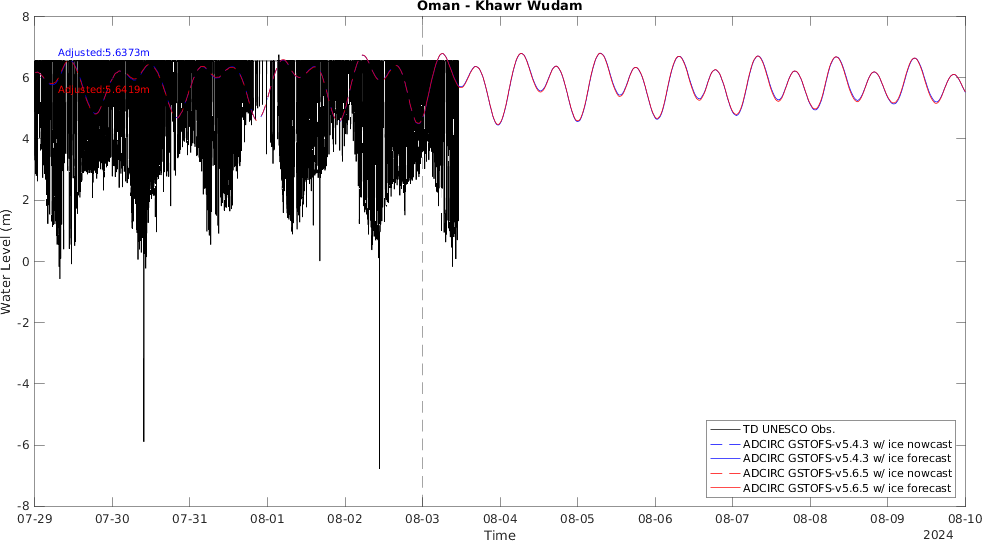 Oman - Khawr Wudam
8
6
4
2
0
-2
-4
-6
-8
Water Level (m)
Adjusted:5.6373m
Adjusted:5.6419m
TD UNESCO Obs.
ADCIRC GSTOFS-v5.4.3 w/ ice nowcast
ADCIRC GSTOFS-v5.4.3 w/ ice forecast
ADCIRC GSTOFS-v5.6.5 w/ ice nowcast
ADCIRC GSTOFS-v5.6.5 w/ ice forecast
07-29 07-30 07-31 08-01 08-02 08-03 08-04 08-05 08-06 08-07 08-08 08-09 08-10
Time
2024